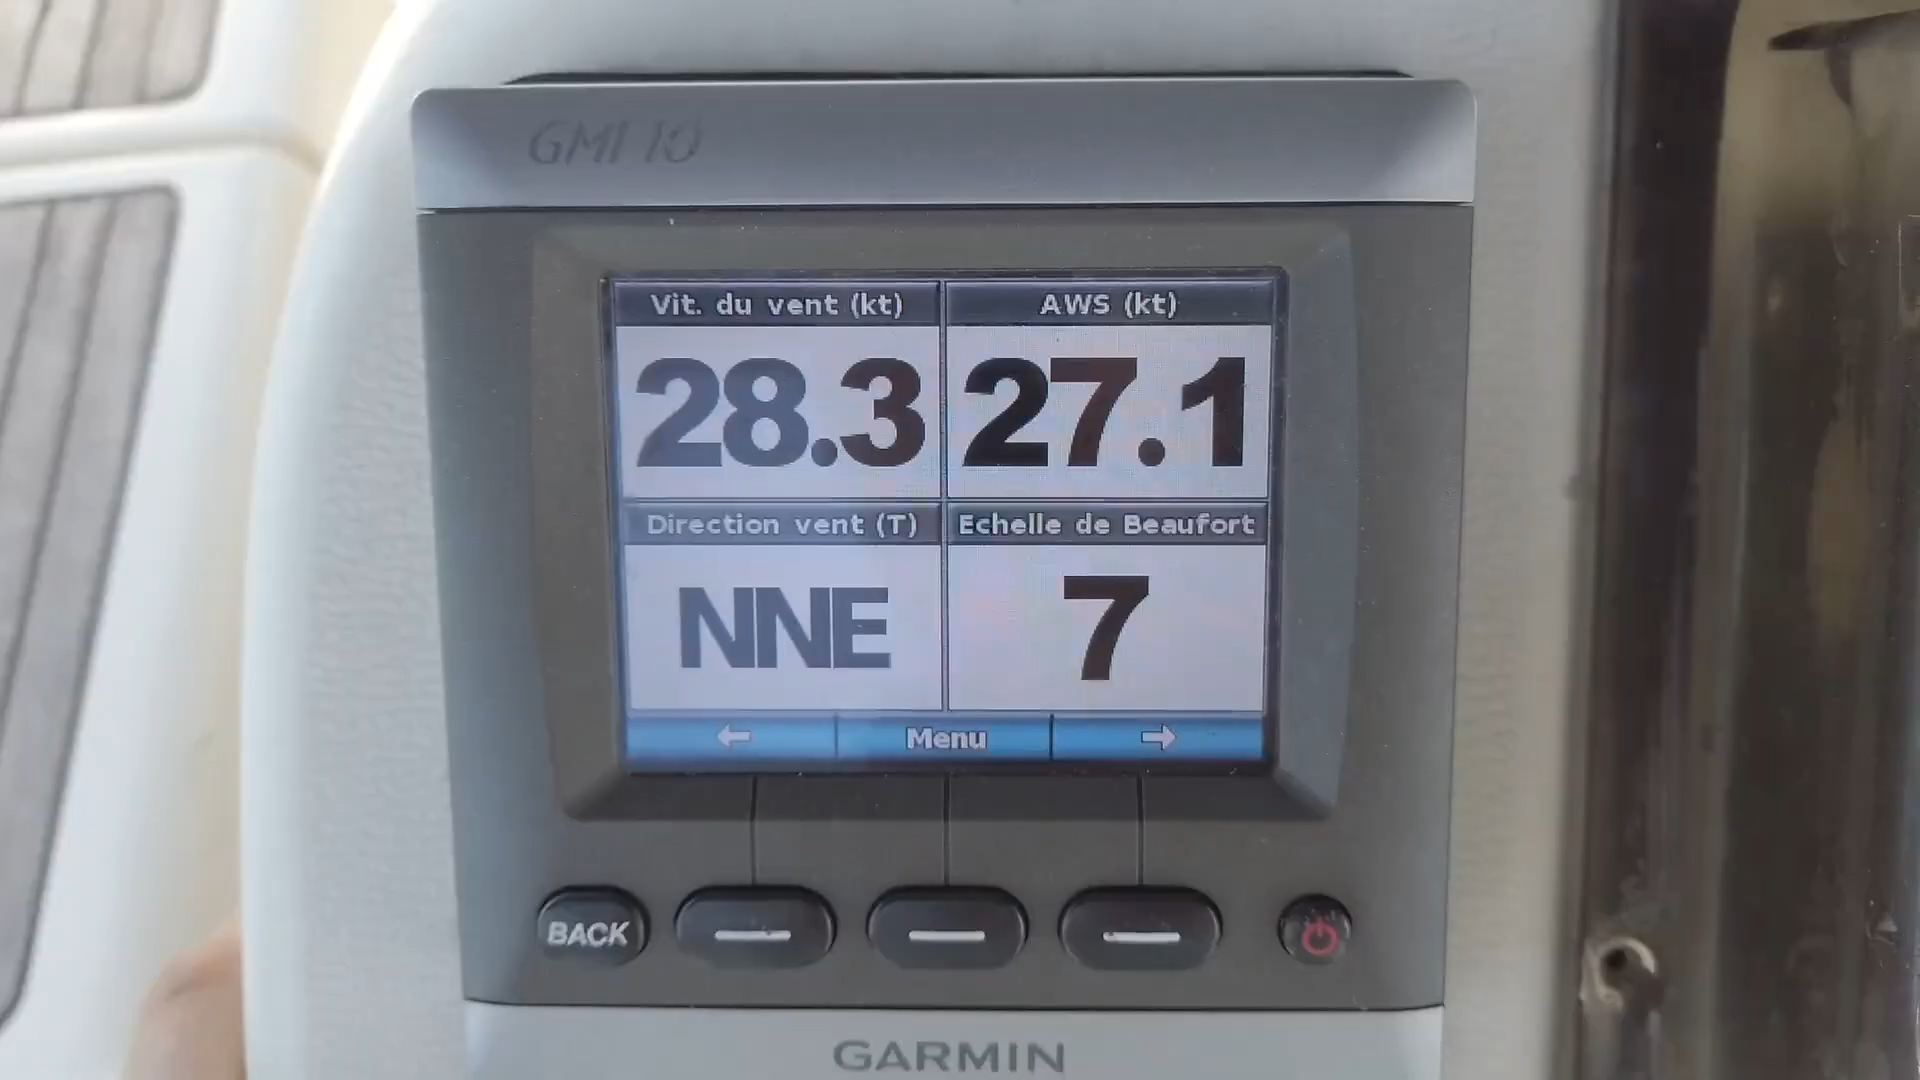 GMI 10
Vit. du vent (kt)
AWS (kt)
28.3
27.1
Direction vent (T)
Echelle de Beaufort
NNE
7
Menu
BACK
GARMIN